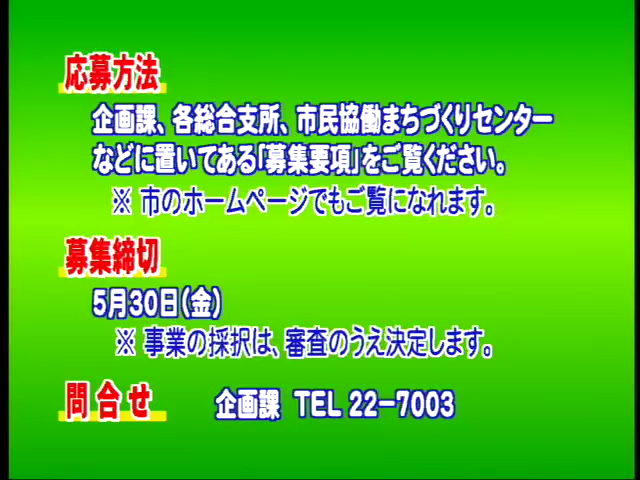 応募方法
企画課、各総合支所、市民協働まちづくりセンター
などに置いてある「募集要項」をご覧ください。
※ 市のホームページでもご覧になれます。
募集締切
5月30日(金)
※ 事業の採択は、審査のうえ決定します。
問合せ 企画課 TEL 22-7003